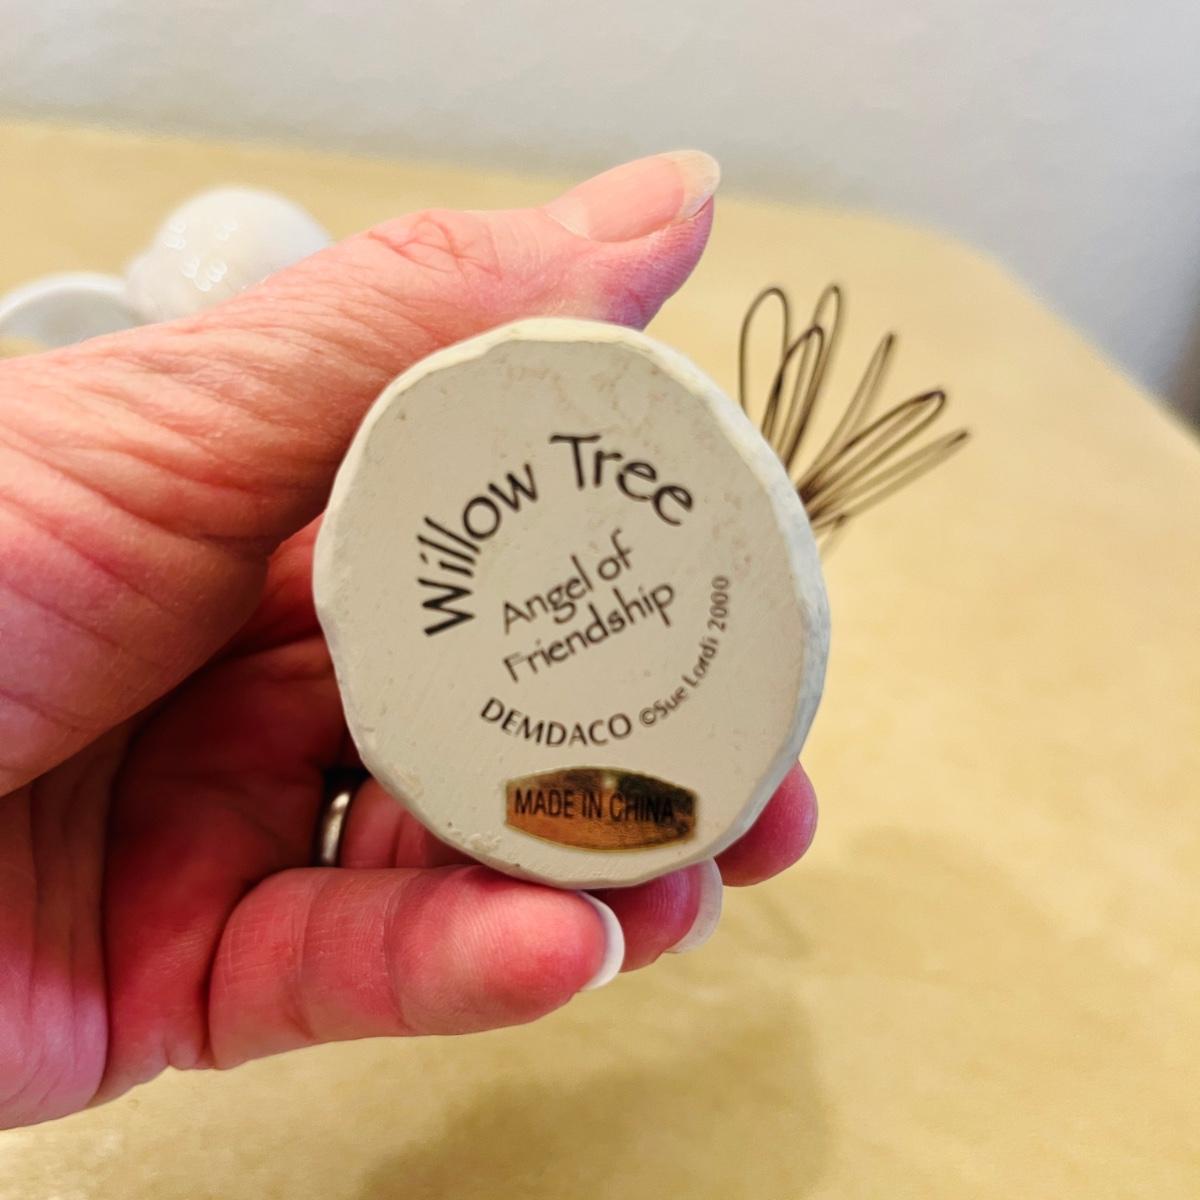 Willow Tree
Angel of
Friendship
DEMDACO ©Sue Lordi 2000
MADE IN CHINA